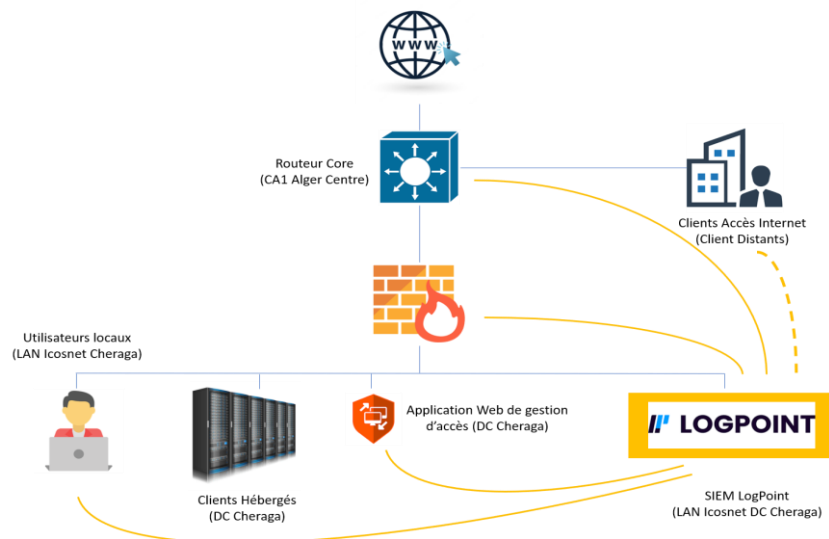 WWW
Routeur Core
(CA1 Alger Centre)
Clients Accès Internet
(Client Distants)
Utilisateurs locaux
(LAN Icosnet Cheraga)
Application Web de gestion
d'accès (DC Cheraga)
LOGPOINT
Clients Hébergés
(DC Cheraga)
SIEM LogPoint
(LAN Icosnet DC Cheraga)